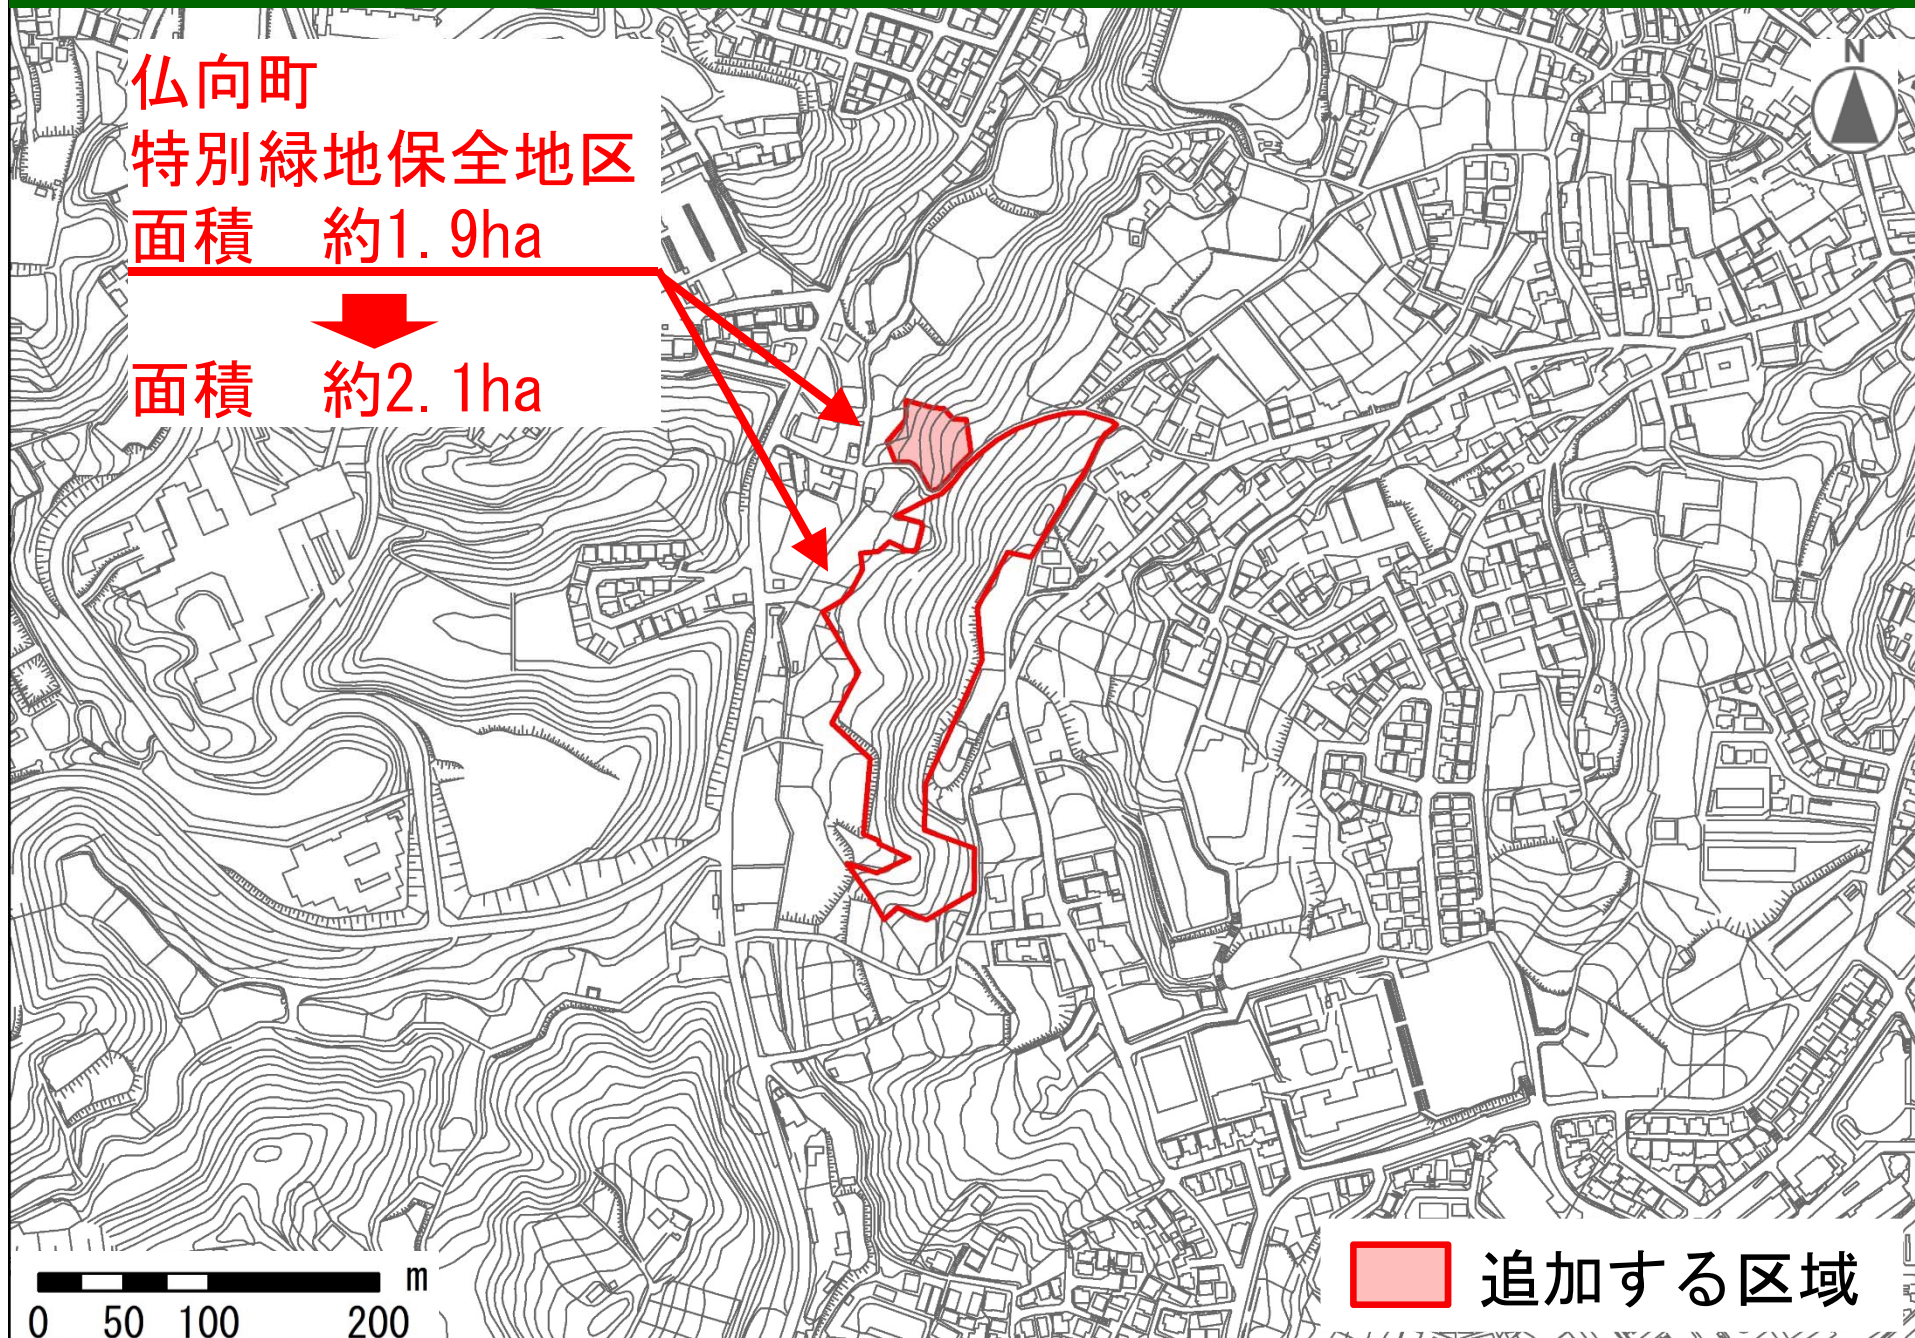 仏向町
特別緑地保全地区
面積　約1.9ha
面積　約2.1ha
N
m
0 50 100 200
追加する区域